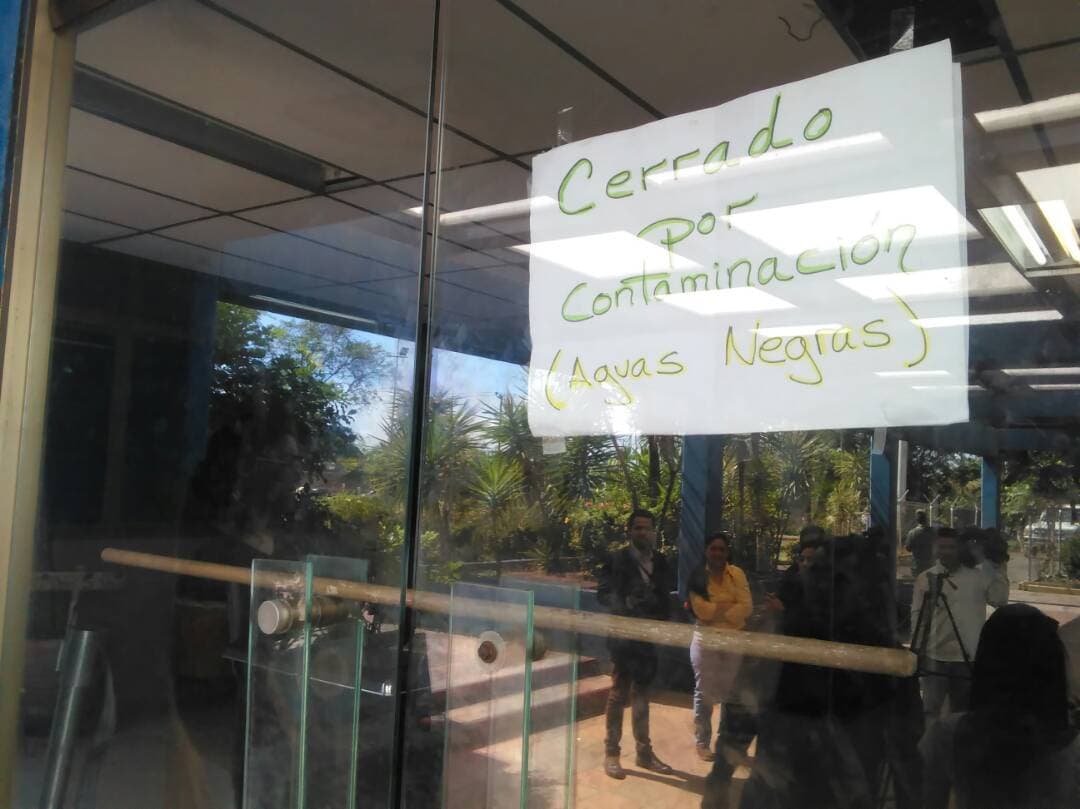 Cerrado
por
Contaminación
(Aguas Negras)